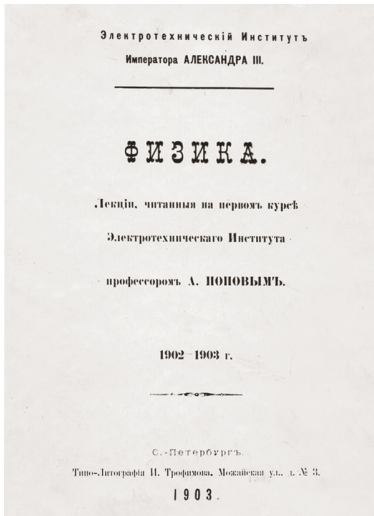 Электротехническій Институтъ
Императора АЛЕКСАНДРА III.
ФИЗИКА.
Лекціи, читанныя на первомъ курсѣ
Электротехническаго Института
профессоромъ А. ПОПОВЫМЪ.
1902–1903 г.
С.-Петербургъ.
Типо-Литографія И. Трофимова. Можайская ул., д. № 3.
1903.